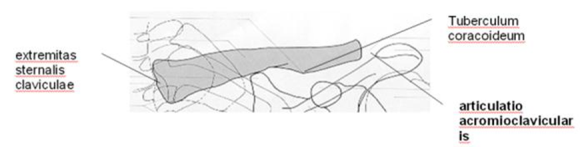 Tuberculum
coracoideum
extremitas
sternalis
claviculae
articulatio
acromioclavicular
is